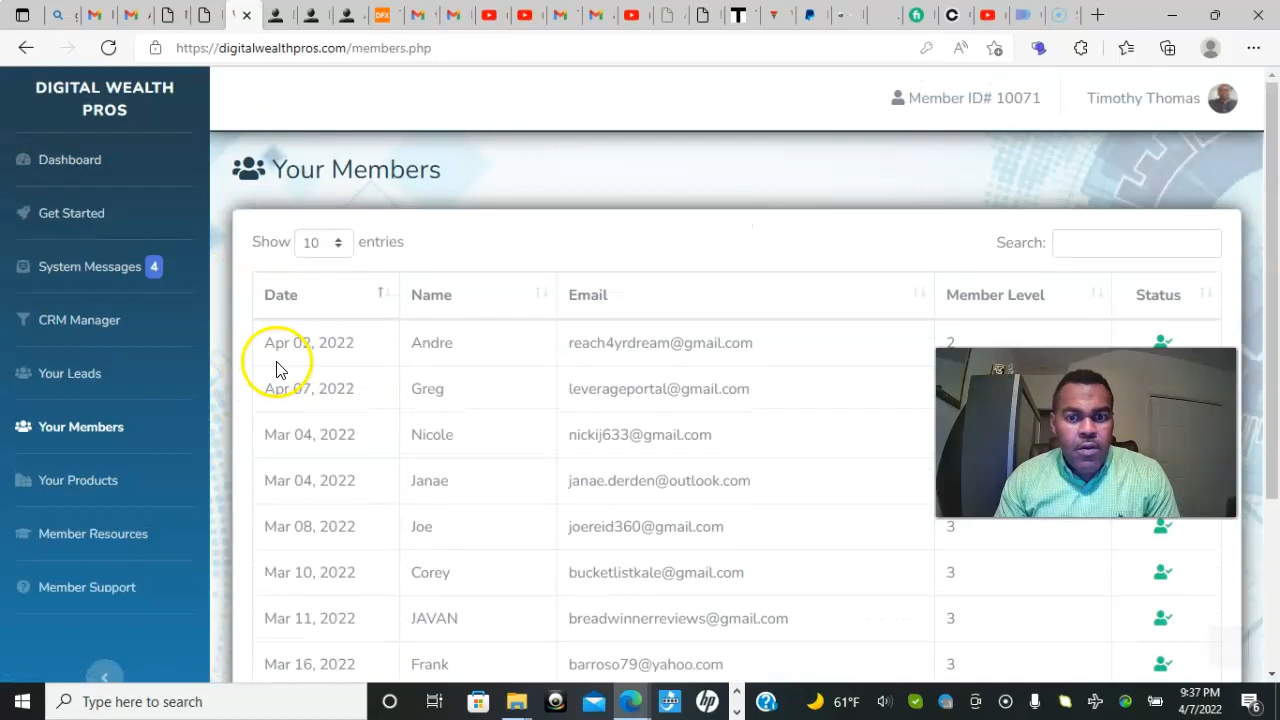 https://digitalwealthpros.com/members.php
DIGITAL WEALTH
PROS
Member ID# 10071
Timothy Thomas
Dashboard
Get Started
System Messages 4
CRM Manager
Your Leads
Your Members
Your Products
Member Resources
Member Support
Your Members
Show 10 entries
Search:
Date Name Email Member Level Status
Apr 02, 2022 Andre reach4yrdream@gmail.com 2
Apr 07, 2022 Greg leverageportal@gmail.com
Mar 04, 2022 Nicole nickij633@gmail.com
Mar 04, 2022 Janae janae.derden@outlook.com
Mar 08, 2022 Joe joereid360@gmail.com 3
Mar 10, 2022 Corey bucketlistkale@gmail.com 3
Mar 11, 2022 JAVAN breadwinnerreviews@gmail.com 3
Mar 16, 2022 Frank barroso79@yahoo.com 3
Type here to search
61°F
9:37 PM
4/7/2022
6